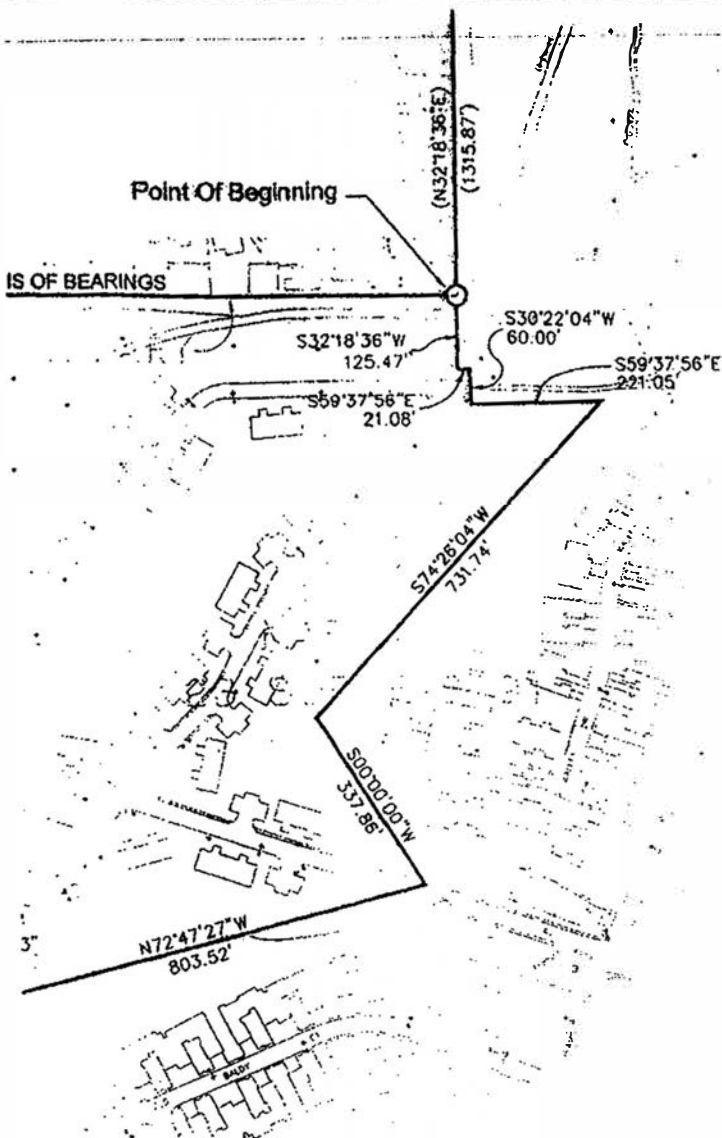 (N32°18'36"E)
(1315.87')
Point Of Beginning
IS OF BEARINGS
S32°18'36"W
125.47'
S30°22'04"W
60.00'
S59°37'56"E
221.05'
S59°37'56"E
21.08'
S74°26'04"W
731.74'
S00°00'00"W
337.86'
3"
N72°47'27"W
803.52'
BALDY